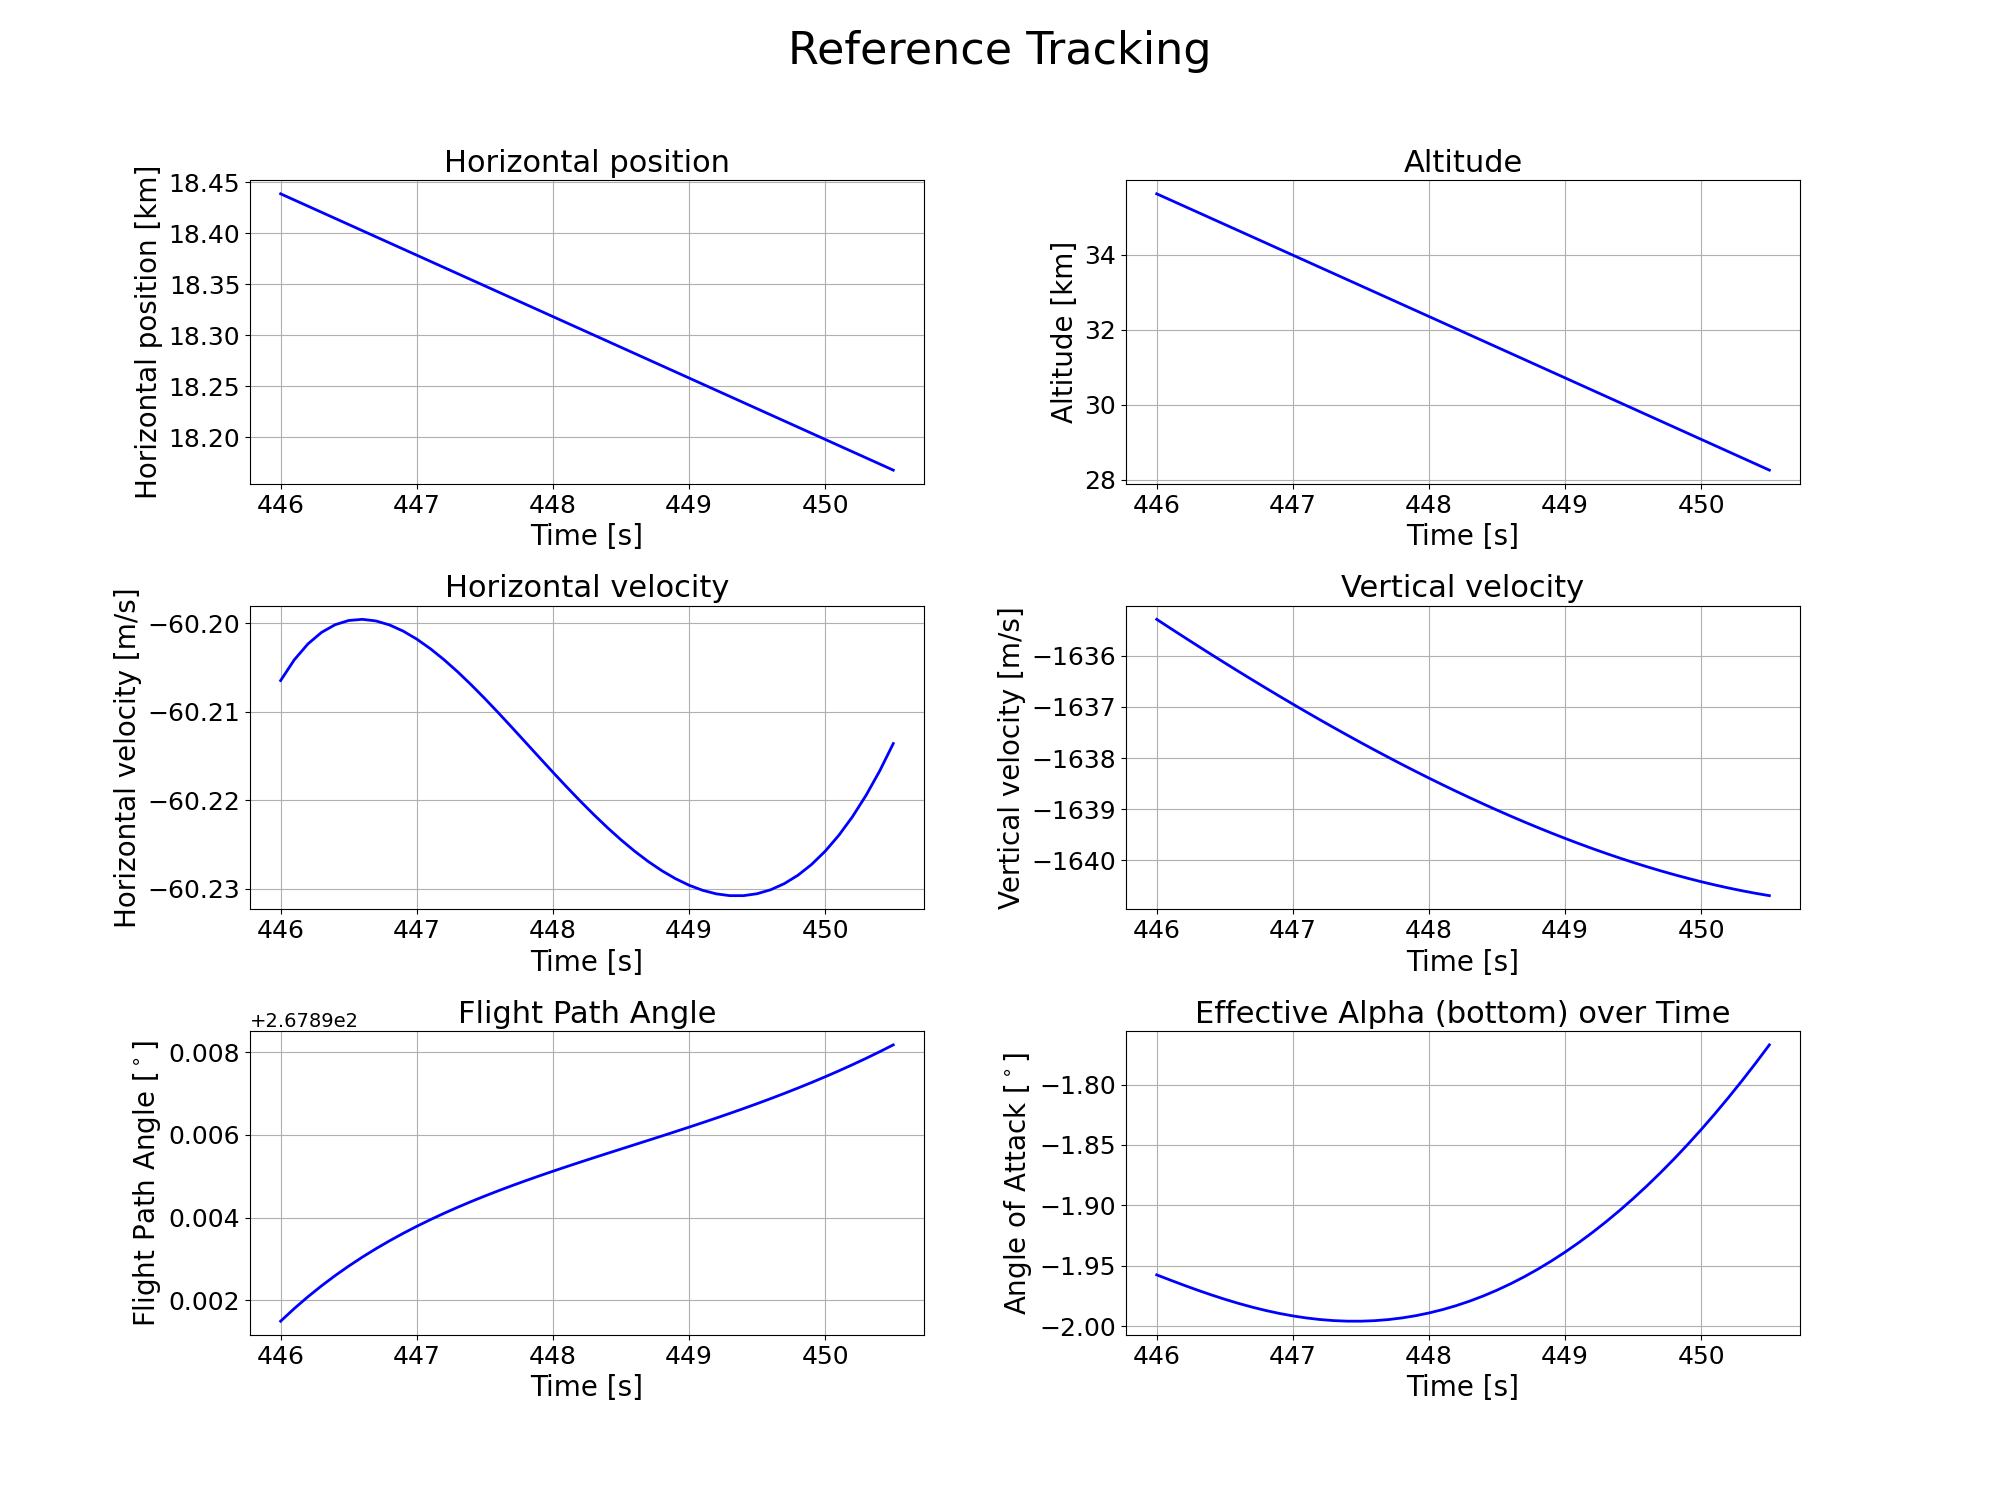 Reference Tracking
Horizontal position
Horizontal position [km]
18.45
18.40
18.35
18.30
18.25
18.20
446 447 448 449 450
Time [s]
Altitude
Altitude [km]
34
32
30
28
446 447 448 449 450
Time [s]
Horizontal velocity
Horizontal velocity [m/s]
−60.20
−60.21
−60.22
−60.23
446 447 448 449 450
Time [s]
Vertical velocity
Vertical velocity [m/s]
−1636
−1637
−1638
−1639
−1640
446 447 448 449 450
Time [s]
Flight Path Angle
+2.6789e2
Flight Path Angle [°]
0.008
0.006
0.004
0.002
446 447 448 449 450
Time [s]
Effective Alpha (bottom) over Time
Angle of Attack [°]
−1.80
−1.85
−1.90
−1.95
−2.00
446 447 448 449 450
Time [s]